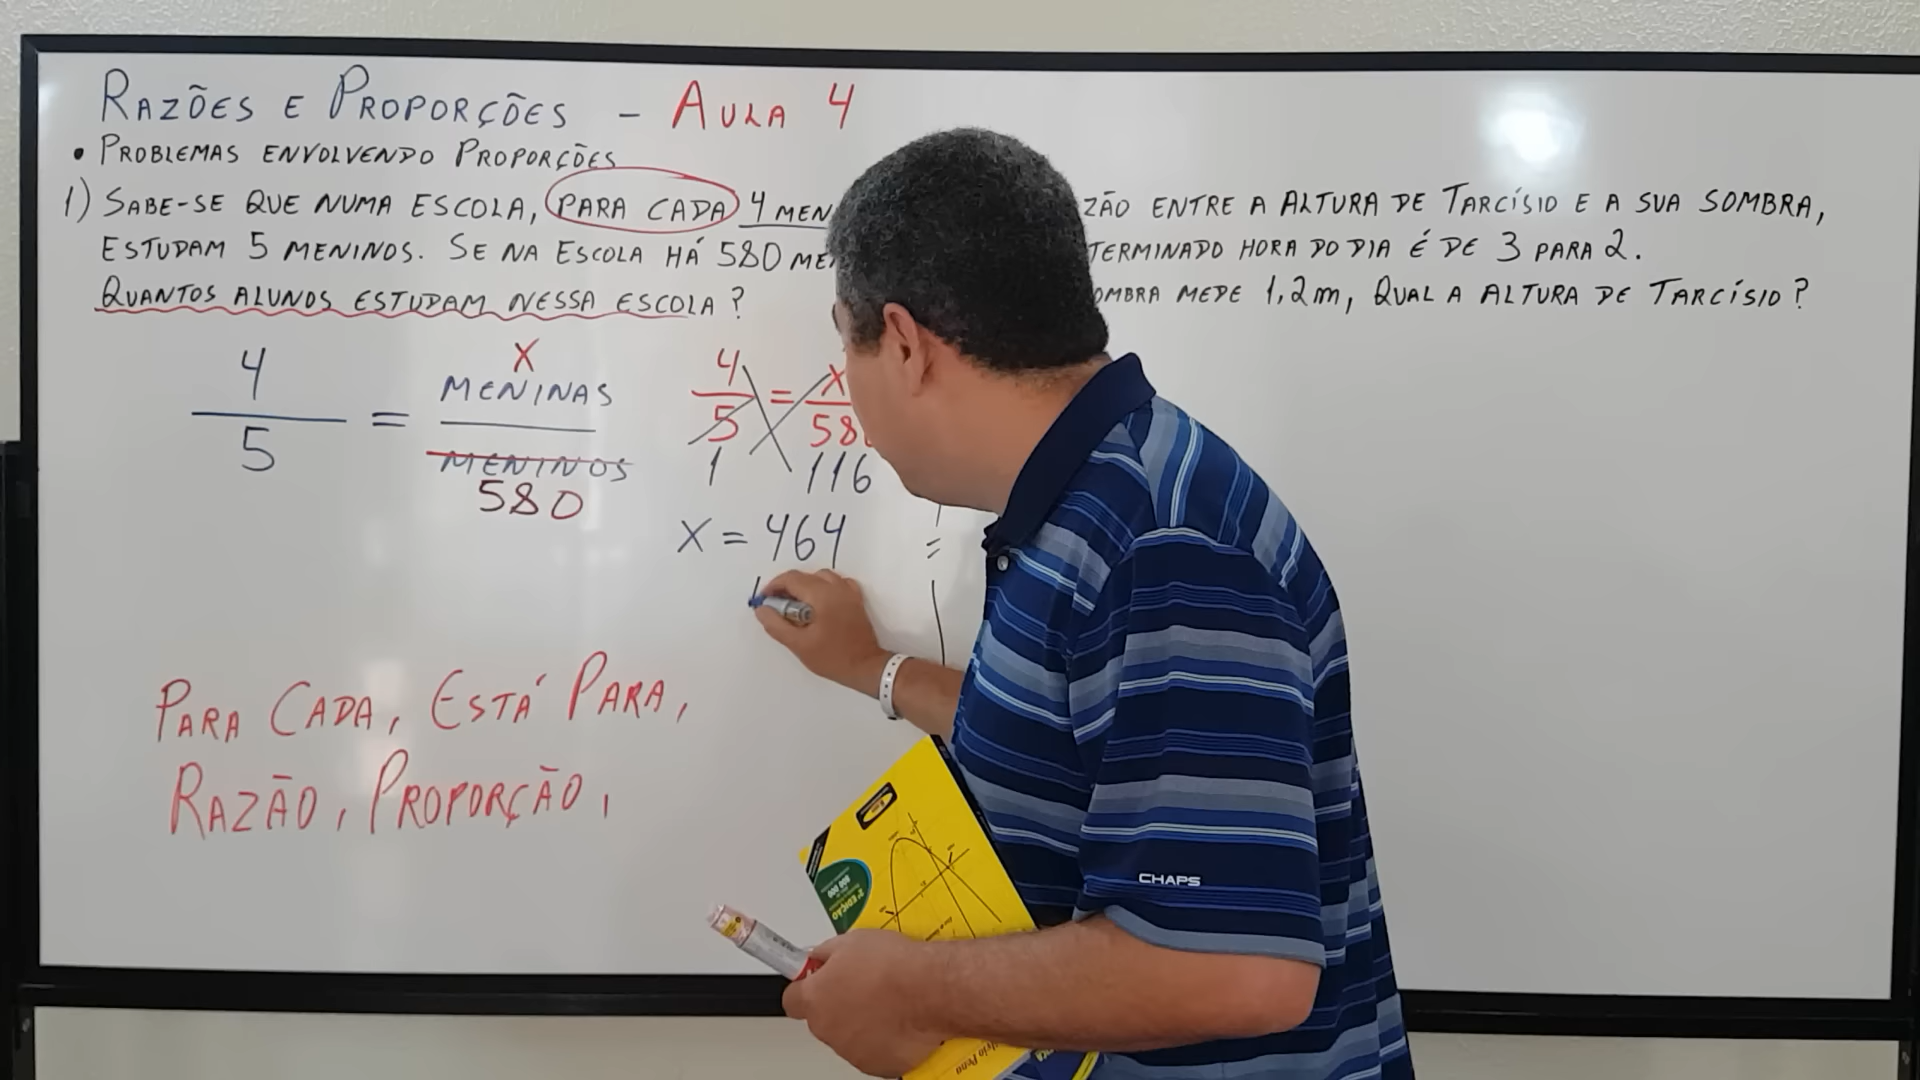 RAZÕES E PROPORÇÕES - AULA 4
• PROBLEMAS ENVOLVENDO PROPORÇÕES
1) SABE-SE QUE NUMA ESCOLA, PARA CADA 4 MEN
ESTUDAM 5 MENINOS. SE NA ESCOLA HÁ 580 ME
QUANTOS ALUNOS ESTUDAM NESSA ESCOLA?
ZÃO ENTRE A ALTURA DE TARCÍSIO E A SUA SOMBRA,
TERMINADO HORA DO DIA É DE 3 PARA 2.
OMBRA MEDE 1,2m, QUAL A ALTURA DE TARCÍSIO?
4
5
=
X
MENINAS
MENINOS
580
4 = X
5 58
1 116
X = 464
=
PARA CADA, ESTÁ PARA,
RAZÃO, PROPORÇÃO,
CHAPS
2ª EDIÇÃO